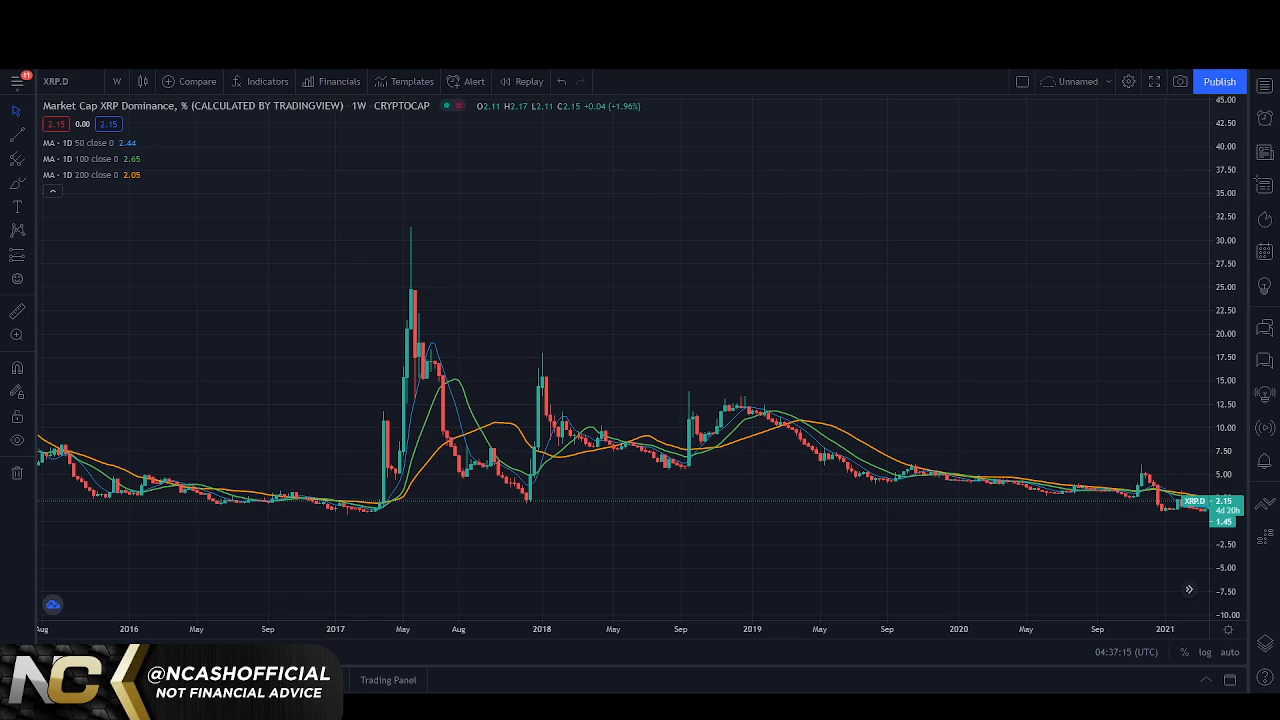 11
XRP.D W Compare Indicators Financials Templates Alert Replay Unnamed Publish
Market Cap XRP Dominance, % (CALCULATED BY TRADINGVIEW) · 1W · CRYPTOCAP O2.11 H2.17 L2.11 C2.15 +0.04 (+1.96%)
2.15 0.00 2.15
MA · 1D 50 close 0 2.44
MA · 1D 100 close 0 2.65
MA · 1D 200 close 0 2.05
45.00
42.50
40.00
37.50
35.00
32.50
30.00
27.50
25.00
22.50
20.00
17.50
15.00
12.50
10.00
7.50
5.00
XRP.D 2.15
4d 20h
1.45
−2.50
−5.00
−7.50
−10.00
Aug 2016 May Sep 2017 May Aug 2018 May Sep 2019 May Sep 2020 May Sep 2021
04:37:15 (UTC) % log auto
Trading Panel
NC
@NCASHOFFICIAL
NOT FINANCIAL ADVICE